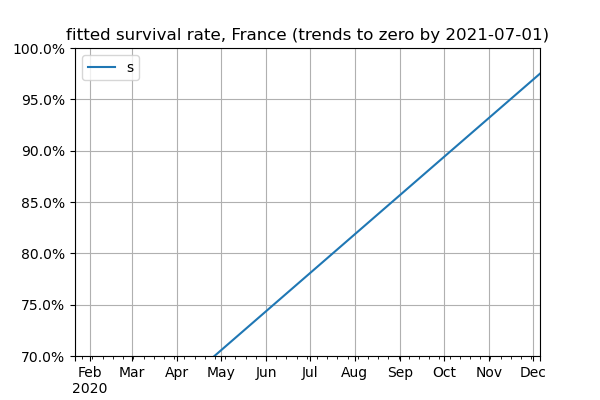 fitted survival rate, France (trends to zero by 2021-07-01)
100.0%
95.0%
90.0%
85.0%
80.0%
75.0%
70.0%
s
Feb Mar Apr May Jun Jul Aug Sep Oct Nov Dec
2020